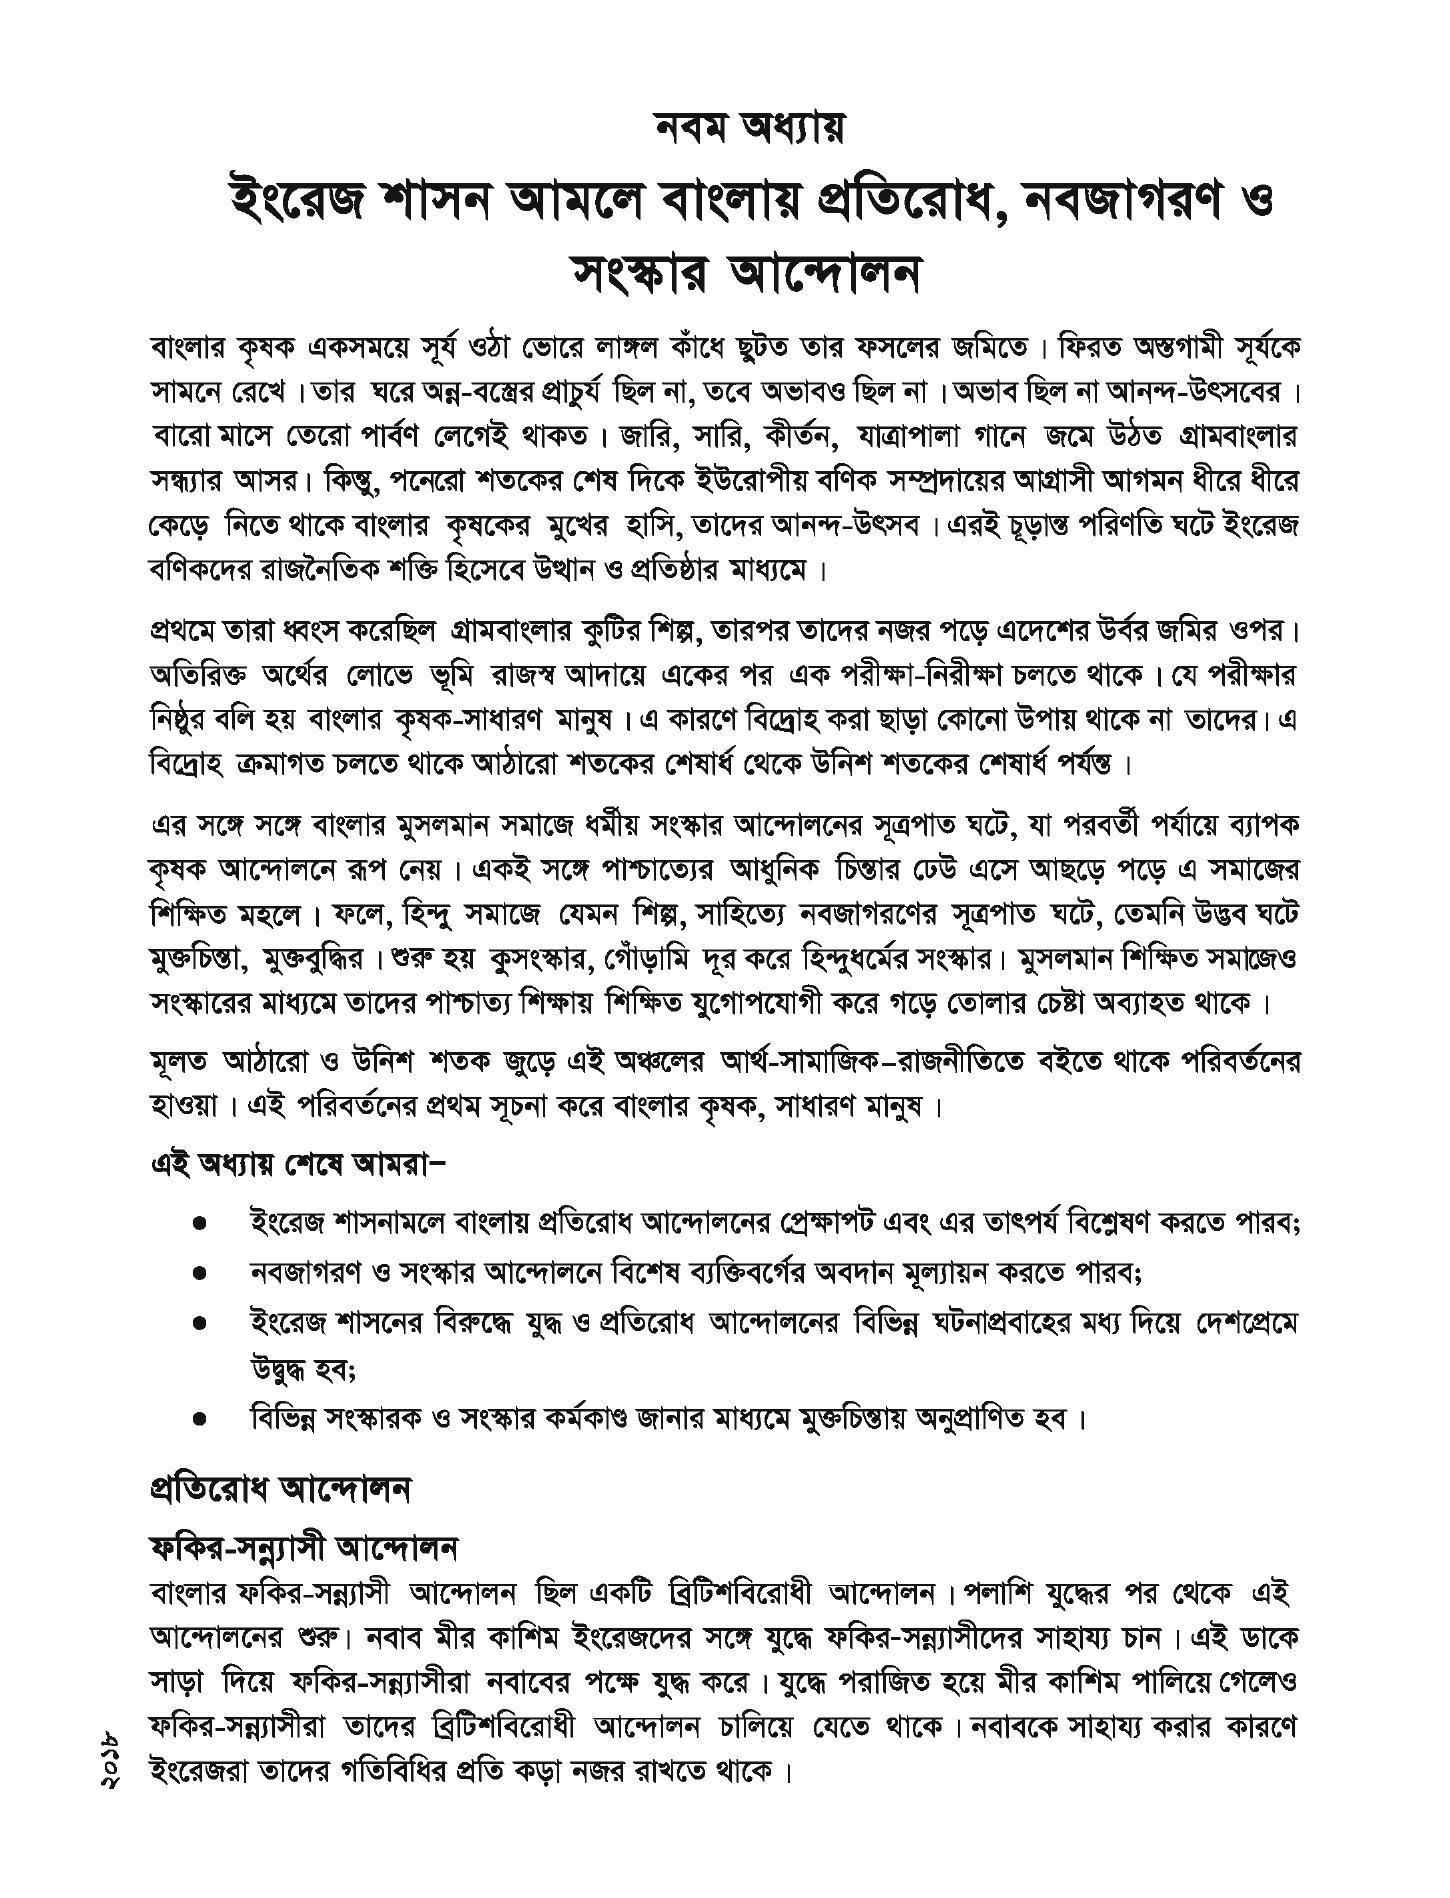 নবম অধ্যায়
ইংরেজ শাসন আমলে বাংলায় প্রতিরোধ, নবজাগরণ ও
সংস্কার আন্দোলন
বাংলার কৃষক একসময়ে সূর্য ওঠা ভোরে লাঙ্গল কাঁধে ছুটত তার ফসলের জমিতে । ফিরত অস্তগামী সূর্যকে
সামনে রেখে । তার ঘরে অন্ন-বস্ত্রের প্রাচুর্য ছিল না, তবে অভাবও ছিল না । অভাব ছিল না আনন্দ-উৎসবের ।
বারো মাসে তেরো পার্বণ লেগেই থাকত । জারি, সারি, কীর্তন, যাত্রাপালা গানে জমে উঠত গ্রামবাংলার
সন্ধ্যার আসর। কিন্তু, পনেরো শতকের শেষ দিকে ইউরোপীয় বণিক সম্প্রদায়ের আগ্রাসী আগমন ধীরে ধীরে
কেড়ে নিতে থাকে বাংলার কৃষকের মুখের হাসি, তাদের আনন্দ-উৎসব । এরই চূড়ান্ত পরিণতি ঘটে ইংরেজ
বণিকদের রাজনৈতিক শক্তি হিসেবে উত্থান ও প্রতিষ্ঠার মাধ্যমে ।
প্রথমে তারা ধ্বংস করেছিল গ্রামবাংলার কুটির শিল্প, তারপর তাদের নজর পড়ে এদেশের উর্বর জমির ওপর।
অতিরিক্ত অর্থের লোভে ভূমি রাজস্ব আদায়ে একের পর এক পরীক্ষা-নিরীক্ষা চলতে থাকে । যে পরীক্ষার
নিষ্ঠুর বলি হয় বাংলার কৃষক-সাধারণ মানুষ । এ কারণে বিদ্রোহ করা ছাড়া কোনো উপায় থাকে না তাদের। এ
বিদ্রোহ ক্রমাগত চলতে থাকে আঠারো শতকের শেষার্ধ থেকে উনিশ শতকের শেষার্ধ পর্যন্ত ।
এর সঙ্গে সঙ্গে বাংলার মুসলমান সমাজে ধর্মীয় সংস্কার আন্দোলনের সূত্রপাত ঘটে, যা পরবর্তী পর্যায়ে ব্যাপক
কৃষক আন্দোলনে রূপ নেয় । একই সঙ্গে পাশ্চাত্যের আধুনিক চিন্তার ঢেউ এসে আছড়ে পড়ে এ সমাজের
শিক্ষিত মহলে । ফলে, হিন্দু সমাজে যেমন শিল্প, সাহিত্যে নবজাগরণের সূত্রপাত ঘটে, তেমনি উদ্ভব ঘটে
মুক্তচিন্তা, মুক্তবুদ্ধির । শুরু হয় কুসংস্কার, গোঁড়ামি দূর করে হিন্দুধর্মের সংস্কার। মুসলমান শিক্ষিত সমাজেও
সংস্কারের মাধ্যমে তাদের পাশ্চাত্য শিক্ষায় শিক্ষিত যুগোপযোগী করে গড়ে তোলার চেষ্টা অব্যাহত থাকে ।
মূলত আঠারো ও উনিশ শতক জুড়ে এই অঞ্চলের আর্থ-সামাজিক–রাজনীতিতে বইতে থাকে পরিবর্তনের
হাওয়া । এই পরিবর্তনের প্রথম সূচনা করে বাংলার কৃষক, সাধারণ মানুষ ।
এই অধ্যায় শেষে আমরা–
● ইংরেজ শাসনামলে বাংলায় প্রতিরোধ আন্দোলনের প্রেক্ষাপট এবং এর তাৎপর্য বিশ্লেষণ করতে পারব;
● নবজাগরণ ও সংস্কার আন্দোলনে বিশেষ ব্যক্তিবর্গের অবদান মূল্যায়ন করতে পারব;
● ইংরেজ শাসনের বিরুদ্ধে যুদ্ধ ও প্রতিরোধ আন্দোলনের বিভিন্ন ঘটনাপ্রবাহের মধ্য দিয়ে দেশপ্রেমে
উদ্বুদ্ধ হব;
● বিভিন্ন সংস্কারক ও সংস্কার কর্মকাণ্ড জানার মাধ্যমে মুক্তচিন্তায় অনুপ্রাণিত হব ।
প্রতিরোধ আন্দোলন
ফকির-সন্ন্যাসী আন্দোলন
বাংলার ফকির-সন্ন্যাসী আন্দোলন ছিল একটি ব্রিটিশবিরোধী আন্দোলন । পলাশি যুদ্ধের পর থেকে এই
আন্দোলনের শুরু। নবাব মীর কাশিম ইংরেজদের সঙ্গে যুদ্ধে ফকির-সন্ন্যাসীদের সাহায্য চান । এই ডাকে
সাড়া দিয়ে ফকির-সন্ন্যাসীরা নবাবের পক্ষে যুদ্ধ করে । যুদ্ধে পরাজিত হয়ে মীর কাশিম পালিয়ে গেলেও
ফকির-সন্ন্যাসীরা তাদের ব্রিটিশবিরোধী আন্দোলন চালিয়ে যেতে থাকে । নবাবকে সাহায্য করার কারণে
ইংরেজরা তাদের গতিবিধির প্রতি কড়া নজর রাখতে থাকে ।
২০১৮